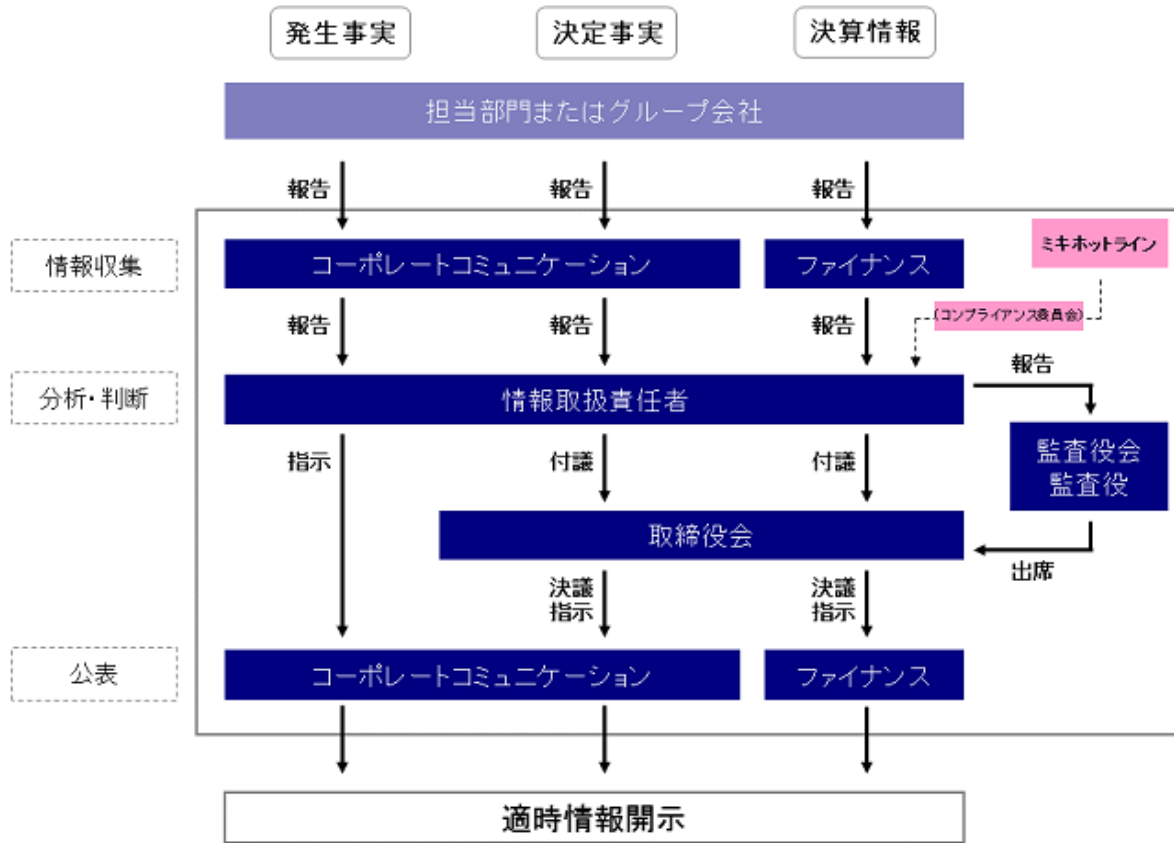 発生事実
決定事実
決算情報
担当部門またはグループ会社
報告
報告
報告
情報収集
コーポレートコミュニケーション
ファイナンス
ミキホットライン
報告
報告
報告
(コンプライアンス委員会)
報告
分析・判断
情報取扱責任者
指示
付議
付議
監査役会
監査役
取締役会
出席
決議
指示
決議
指示
公表
コーポレートコミュニケーション
ファイナンス
適時情報開示